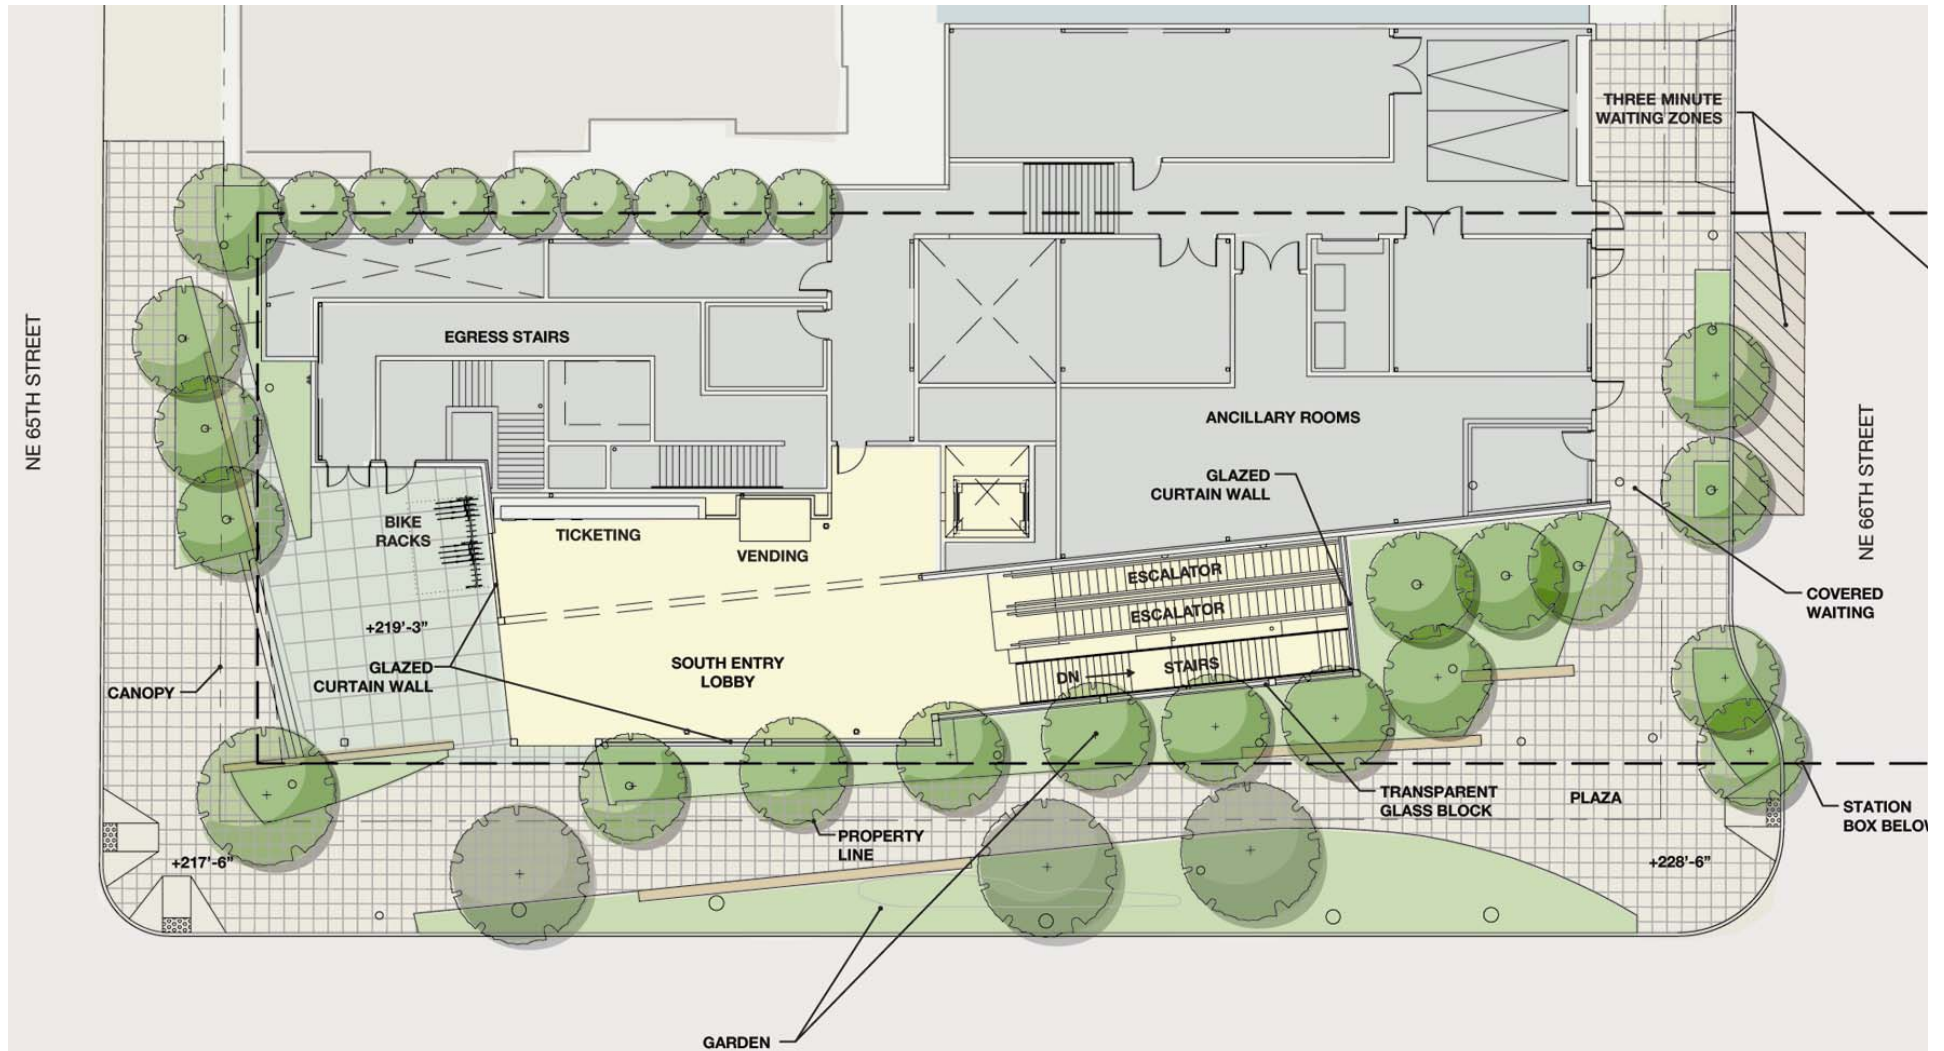 THREE MINUTE
WAITING ZONES
NE 65TH STREET
EGRESS STAIRS
ANCILLARY ROOMS
NE 66TH STREET
GLAZED
CURTAIN WALL
BIKE
RACKS
TICKETING
VENDING
ESCALATOR
ESCALATOR
COVERED
WAITING
+219'-3"
GLAZED
CURTAIN WALL
SOUTH ENTRY
LOBBY
DN
STAIRS
CANOPY
TRANSPARENT
GLASS BLOCK
PLAZA
STATION
BOX BELOW
PROPERTY
LINE
+217'-6"
+228'-6"
GARDEN